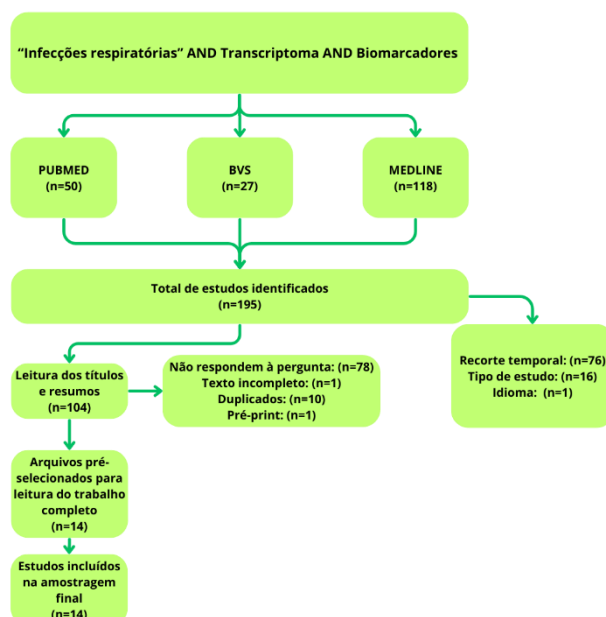 “Infecções respiratórias” AND Transcriptoma AND Biomarcadores
PUBMED
(n=50)
BVS
(n=27)
MEDLINE
(n=118)
Total de estudos identificados
(n=195)
Recorte temporal: (n=76)
Tipo de estudo: (n=16)
Idioma: (n=1)
Leitura dos títulos
e resumos
(n=104)
Não respondem à pergunta: (n=78)
Texto incompleto: (n=1)
Duplicados: (n=10)
Pré-print: (n=1)
Arquivos pré-
selecionados para
leitura do trabalho
completo
(n=14)
Estudos incluídos
na amostragem
final
(n=14)